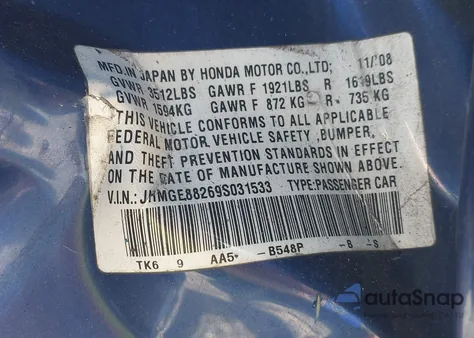 MFD.IN JAPAN BY HONDA MOTOR CO.,LTD; 11/08
GVWR 3512LBS GAWR F 1921LBS R 1619LBS
GVWR 1594KG GAWR F 872 KG R 735 KG
THIS VEHICLE CONFORMS TO ALL APPLICABLE
FEDERAL MOTOR VEHICLE SAFETY ,BUMPER,
AND THEFT PREVENTION STANDARDS IN EFFECT
ON THE DATE OF MANUFACTURE SHOWN ABOVE.
V.I.N.: JHMGE88269S031533 TYPE:PASSENGER CAR
TK6 9 AA5* -B548P -B -S
autoSnap